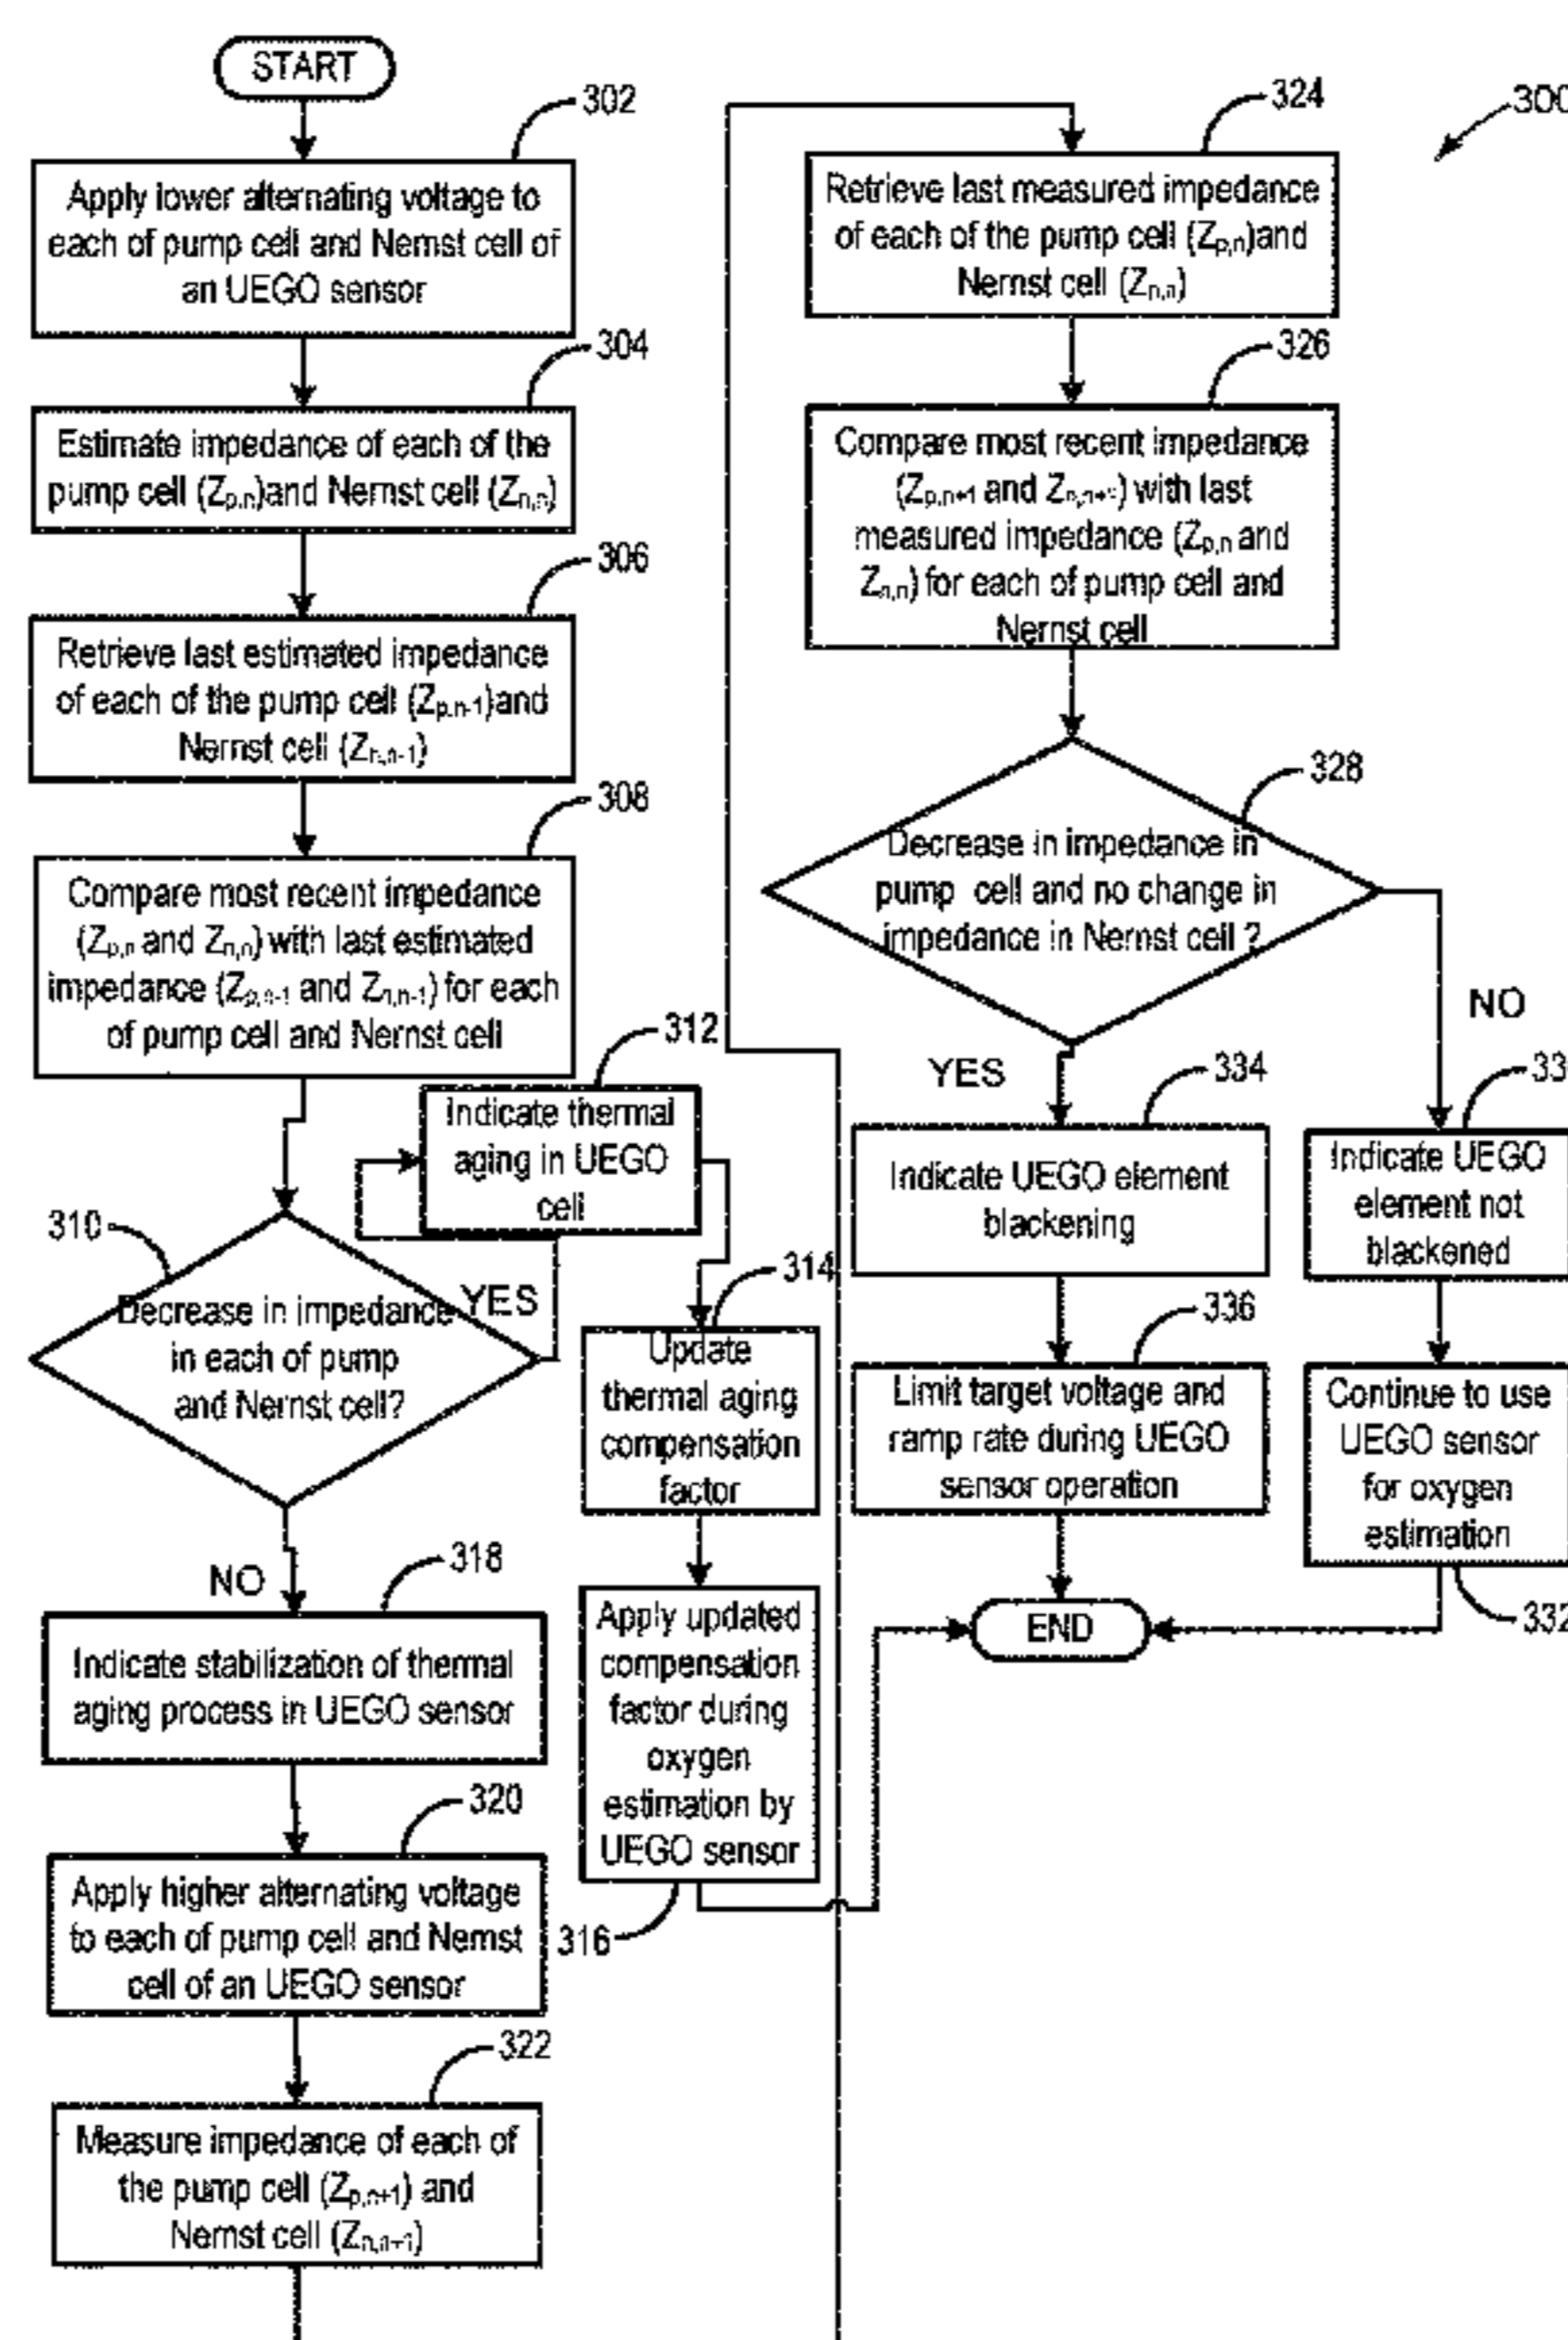 START
302
Apply lower alternating voltage to
each of pump cell and Nernst cell of
an UEGO sensor
304
Estimate impedance of each of the
pump cell (Zp,n)and Nernst cell (Zn,n)
306
Retrieve last estimated impedance
of each of the pump cell (Zp,n-1)and
Nernst cell (Zn,n-1)
308
Compare most recent impedance
(Zp,n and Zn,n) with last estimated
impedance (Zp,n-1 and Zn,n-1) for each
of pump cell and Nernst cell
310
Decrease in impedance
in each of pump
and Nernst cell?
YES
312
Indicate thermal
aging in UEGO
cell
314
Update
thermal aging
compensation
factor
Apply updated
compensation
factor during
oxygen
estimation by
UEGO sensor
316
NO
318
Indicate stabilization of thermal
aging process in UEGO sensor
320
Apply higher alternating voltage
to each of pump cell and Nernst
cell of an UEGO sensor
322
Measure impedance of each of
the pump cell (Zp,n+1) and
Nernst cell (Zn,n+1)
300
324
Retrieve last measured impedance
of each of the pump cell (Zp,n)and
Nernst cell (Zn,n)
326
Compare most recent impedance
(Zp,n+1 and Zn,n+1) with last
measured impedance (Zp,n and
Zn,n) for each of pump cell and
Nernst cell
328
Decrease in impedance in
pump cell and no change in
impedance in Nernst cell ?
YES
334
Indicate UEGO element
blackening
336
Limit target voltage and
ramp rate during UEGO
sensor operation
NO
33
Indicate UEGO
element not
blackened
Continue to use
UEGO sensor
for oxygen
estimation
332
END